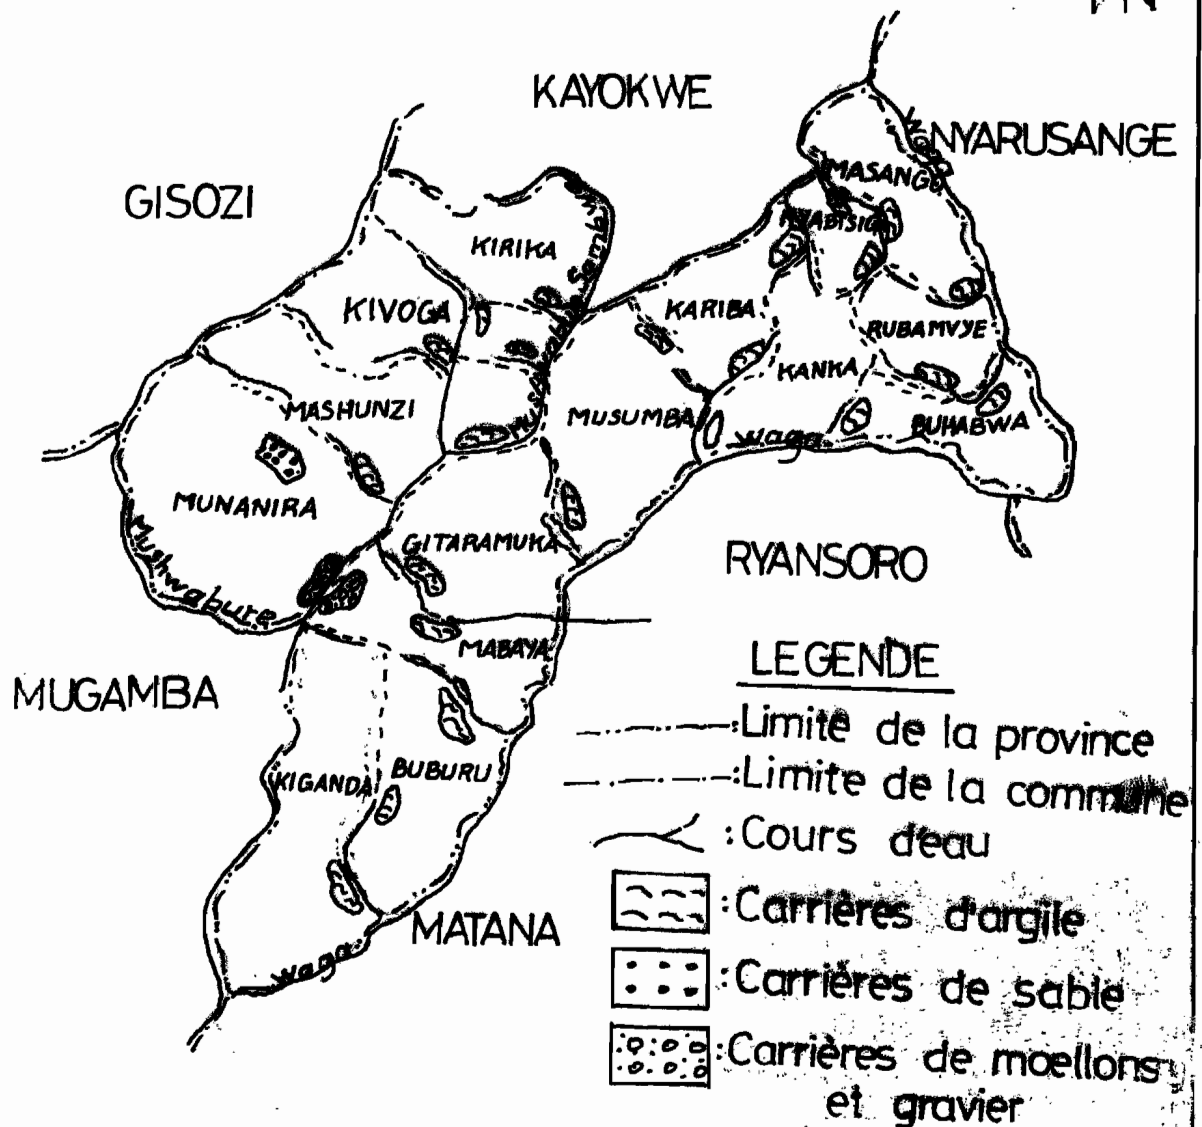 N
KAYOKWE
NYARUSANGE
GISOZI
MASANGO
KIRIKA
KIVOGA
KARIBA
RUBAMVYE
KANKA
MASHUNZI
MUSUMBA
BUHABWA
waga
MUNANIRA
GITARAMUKA
Mushwabure
RYANSORO
MABAYA
MUGAMBA
LEGENDE
:Limite de la province
KIGANDA
BUBURU
:Limite de la commune
:Cours d'eau
:Carrières d'argile
MATANA
waga
:Carrières de sable
:Carrières de moellons
et gravier